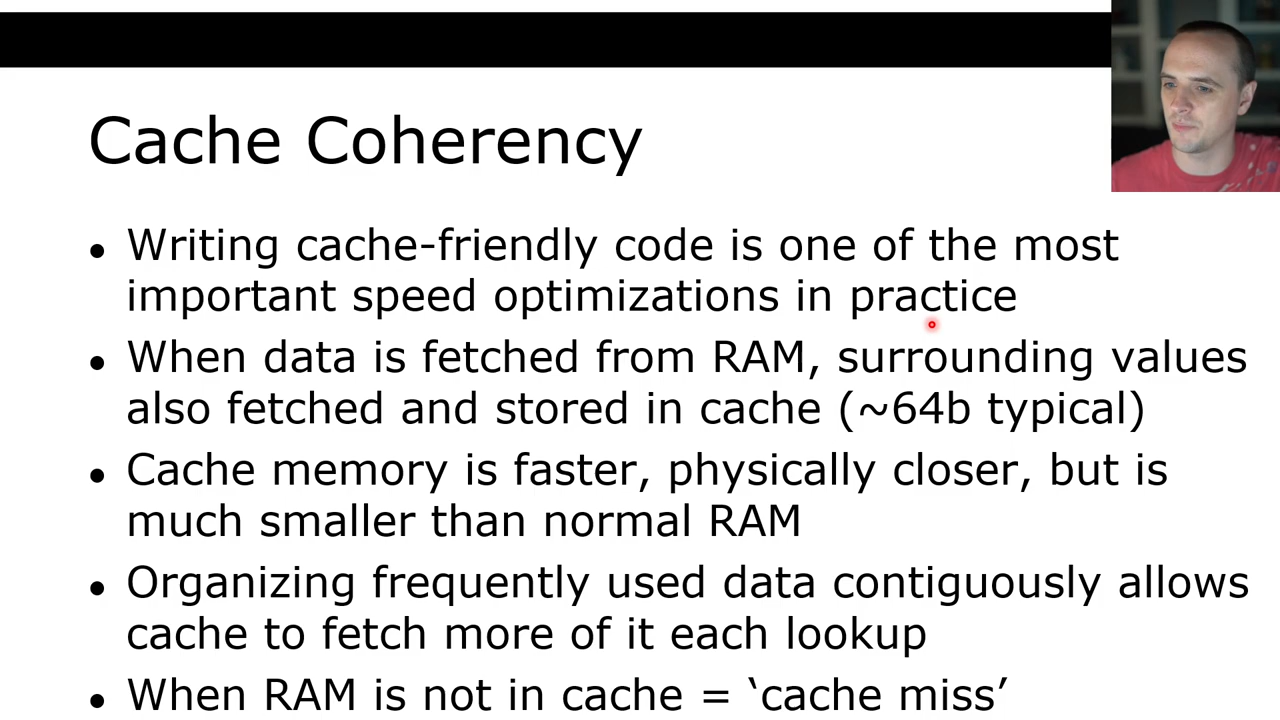 Cache Coherency
• Writing cache-friendly code is one of the most
important speed optimizations in practice
• When data is fetched from RAM, surrounding values
also fetched and stored in cache (~64b typical)
• Cache memory is faster, physically closer, but is
much smaller than normal RAM
• Organizing frequently used data contiguously allows
cache to fetch more of it each lookup
• When RAM is not in cache = ‘cache miss’